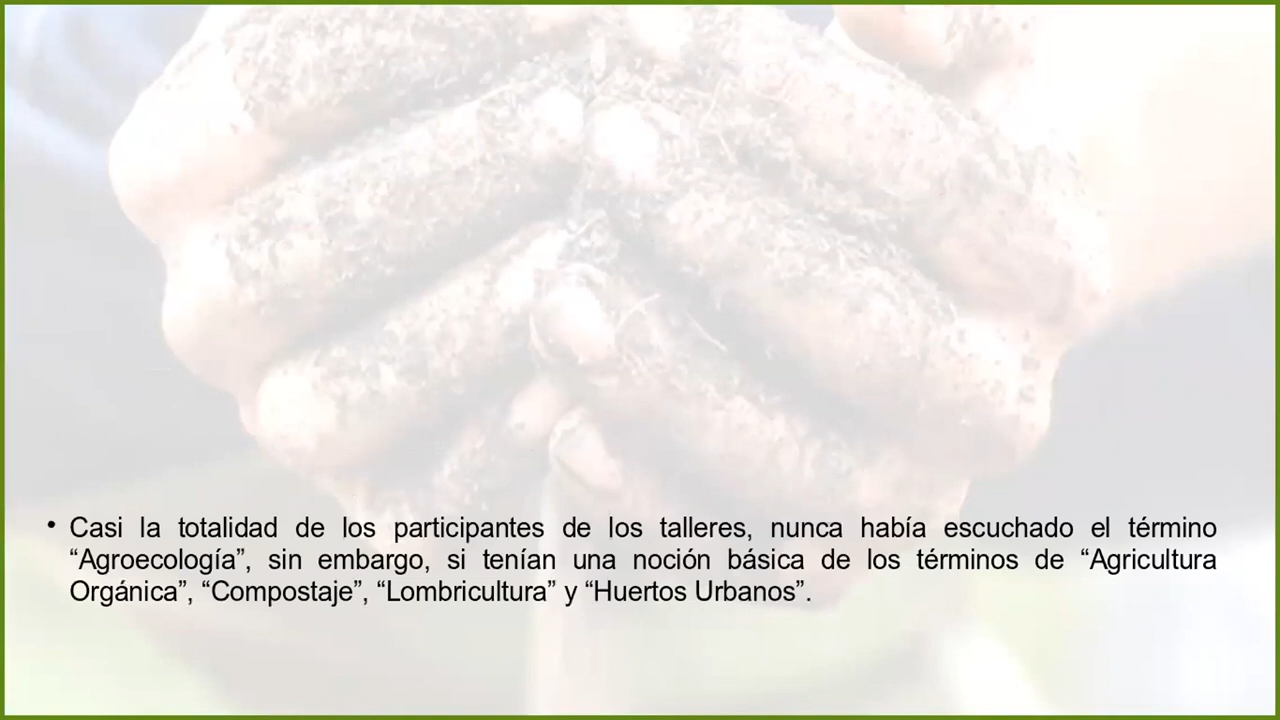 • Casi la totalidad de los participantes de los talleres, nunca había escuchado el término
“Agroecología”, sin embargo, si tenían una noción básica de los términos de “Agricultura
Orgánica”, “Compostaje”, “Lombricultura” y “Huertos Urbanos”.